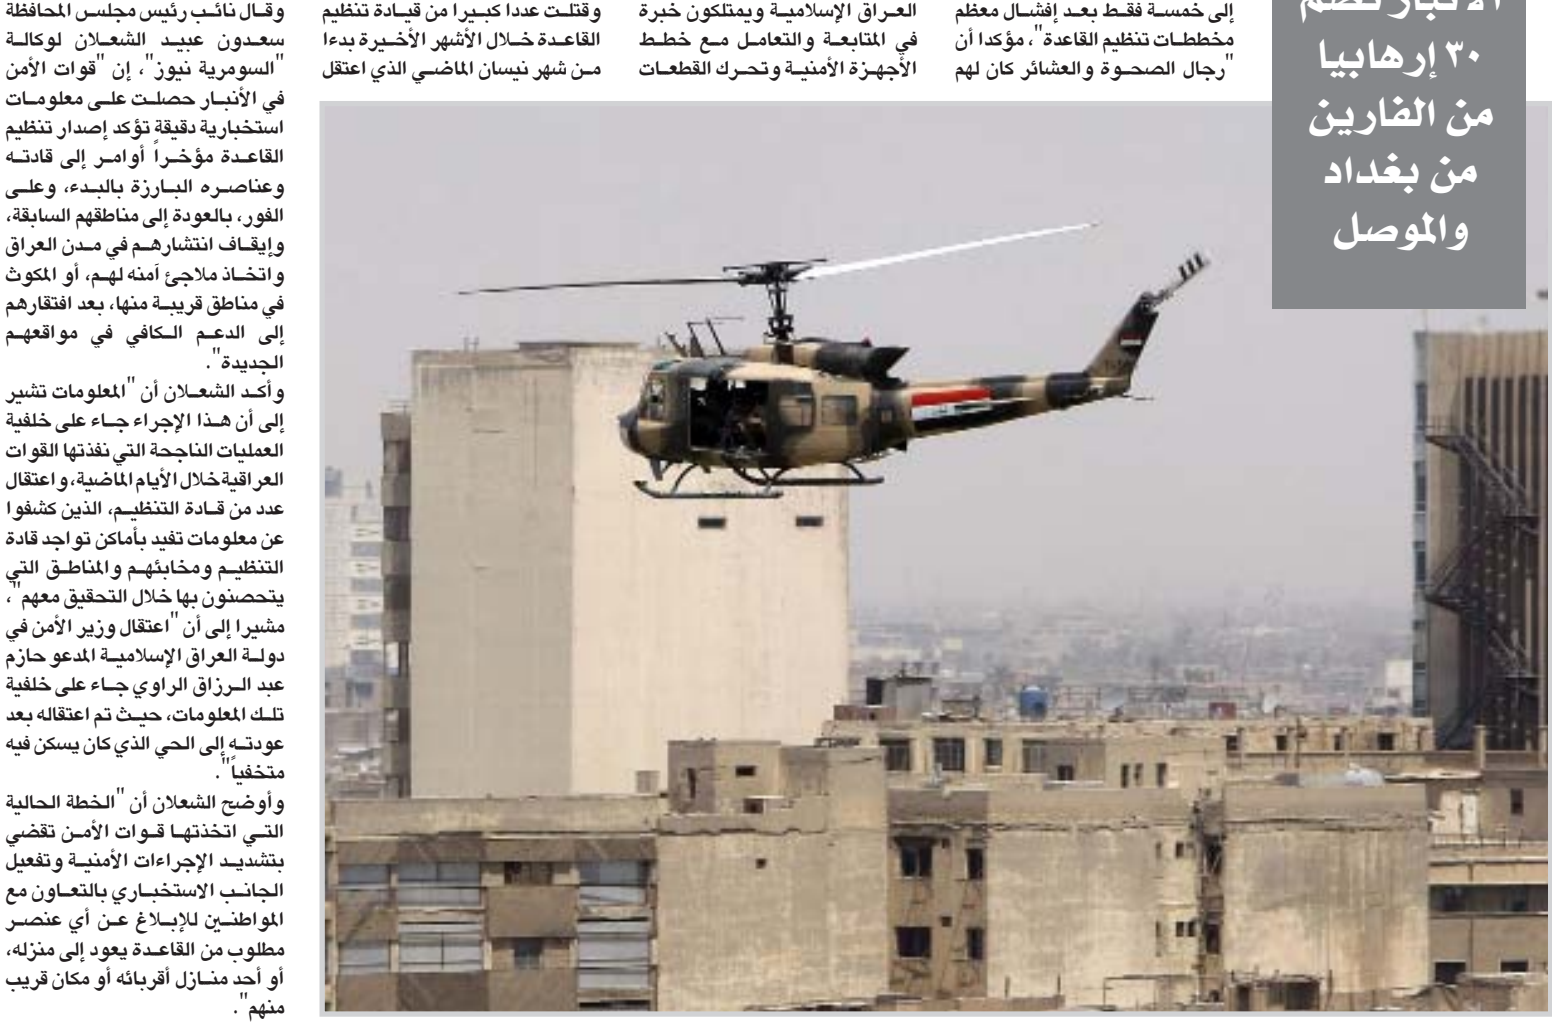 الأنبار تضم
٣٠ إرهابيا
من الفارين
من بغداد
والموصل
إلى خمسة فقط بعد إفشال معظم
مخططات تنظيم القاعدة"، مؤكدا أن
"رجال الصحوة والعشائر كان لهم
العراق الإسلامية ويمتلكون خبرة
في المتابعة والتعامل مع خطط
الأجهزة الأمنية وتحرك القطعات
وقتلت عددا كبيرا من قيادة تنظيم
القاعدة خلال الأشهر الأخيرة بدءا
من شهر نيسان الماضي الذي اعتقل
وقال نائب رئيس مجلس المحافظة
سعدون عبيد الشعلان لوكالة
"السومرية نيوز"، إن "قوات الأمن
في الأنبار حصلت على معلومات
استخبارية دقيقة تؤكد إصدار تنظيم
القاعدة مؤخراً أوامر إلى قادته
وعناصره البارزة بالبدء، وعلى
الفور، بالعودة إلى مناطقهم السابقة،
وإيقاف انتشارهم في مدن العراق
واتخاذ ملاجئ آمنه لهم، أو المكوث
في مناطق قريبة منها، بعد افتقارهم
إلى الدعم الكافي في مواقعهم
الجديدة".
وأكد الشعلان أن "المعلومات تشير
إلى أن هذا الإجراء جاء على خلفية
العمليات الناجحة التي نفذتها القوات
العراقية خلال الأيام الماضية، واعتقال
عدد من قادة التنظيم، الذين كشفوا
عن معلومات تفيد بأماكن تواجد قادة
التنظيم ومخابئهم والمناطق التي
يتحصنون بها خلال التحقيق معهم"،
مشيرا إلى أن "اعتقال وزير الأمن في
دولة العراق الإسلامية المدعو حازم
عبد الرزاق الراوي جاء على خلفية
تلك المعلومات، حيث تم اعتقاله بعد
عودته إلى الحي الذي كان يسكن فيه
متخفياً".
وأوضح الشعلان أن "الخطة الحالية
التي اتخذتها قوات الأمن تقضي
بتشديد الإجراءات الأمنية وتفعيل
الجانب الاستخباري بالتعاون مع
المواطنين للإبلاغ عن أي عنصر
مطلوب من القاعدة يعود إلى منزله،
أو أحد منازل أقربائه أو مكان قريب
منهم".